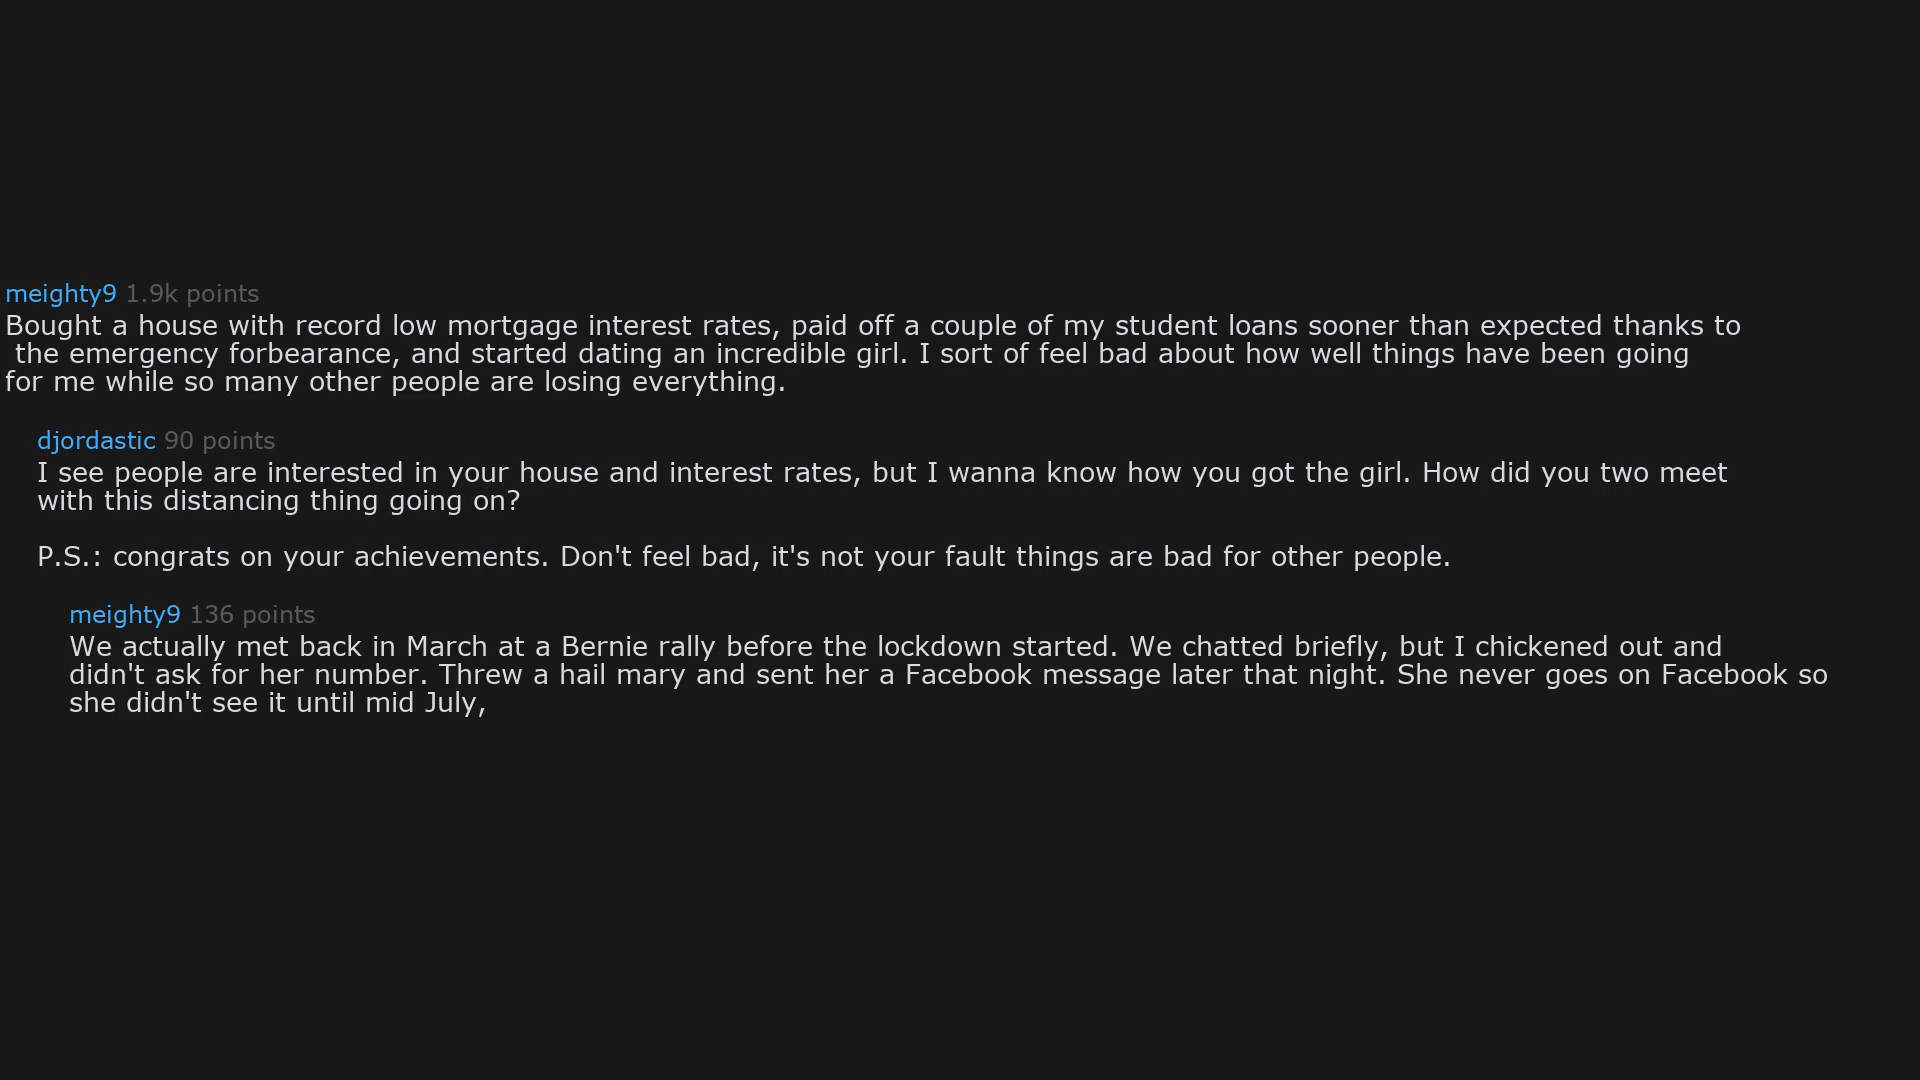 meighty9 1.9k points
Bought a house with record low mortgage interest rates, paid off a couple of my student loans sooner than expected thanks to
the emergency forbearance, and started dating an incredible girl. I sort of feel bad about how well things have been going
for me while so many other people are losing everything.
djordastic 90 points
I see people are interested in your house and interest rates, but I wanna know how you got the girl. How did you two meet
with this distancing thing going on?
P.S.: congrats on your achievements. Don't feel bad, it's not your fault things are bad for other people.
meighty9 136 points
We actually met back in March at a Bernie rally before the lockdown started. We chatted briefly, but I chickened out and
didn't ask for her number. Threw a hail mary and sent her a Facebook message later that night. She never goes on Facebook so
she didn't see it until mid July,